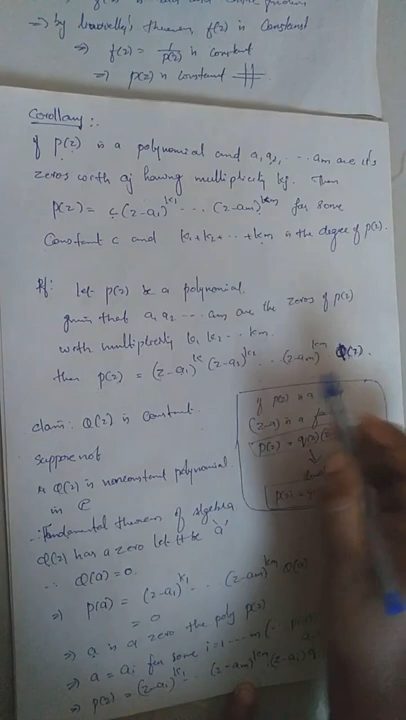 ⇒ by Liouville's theorem, f(z) is constant
⇒ f(z) = 1/p(z) is constant
⇒ p(z) is constant #
Corollary:.
If p(z) is a polynomial and a1, a2, ... am are it's
zeros with aj having multiplicity kj. Then
p(z) = c (z-a1)^k1 ... (z-am)^km for some
constant c and k1+k2+...+km is the degree of p(z).
Pf: let p(z) be a polynomial.
given that a1 a2 ... am are the zeros of p(z)
with multiplicity k1, k2 ... km.
then p(z) = (z-a1)^k1 (z-a2)^k2 ... (z-am)^km Q(z).
claim: Q(z) is constant.
suppose not
Q(z) is nonconstant polynomial
in ℂ
∴ Fundamental theorem of algebra
Q(z) has a zero let it be 'a'
∴ Q(a) = 0.
⇒ p(a) = (z-a1)^k1 ... (z-am)^km Q(a)
= 0
⇒ a is a zero the poly p(z)
⇒ a = ai for some i = 1 ... m
⇒ p(z) = (z-a1)^k1 ... (z-am)^km (z-ai)
if p(z) is a
(z-a) is a
p(z) = q(z)